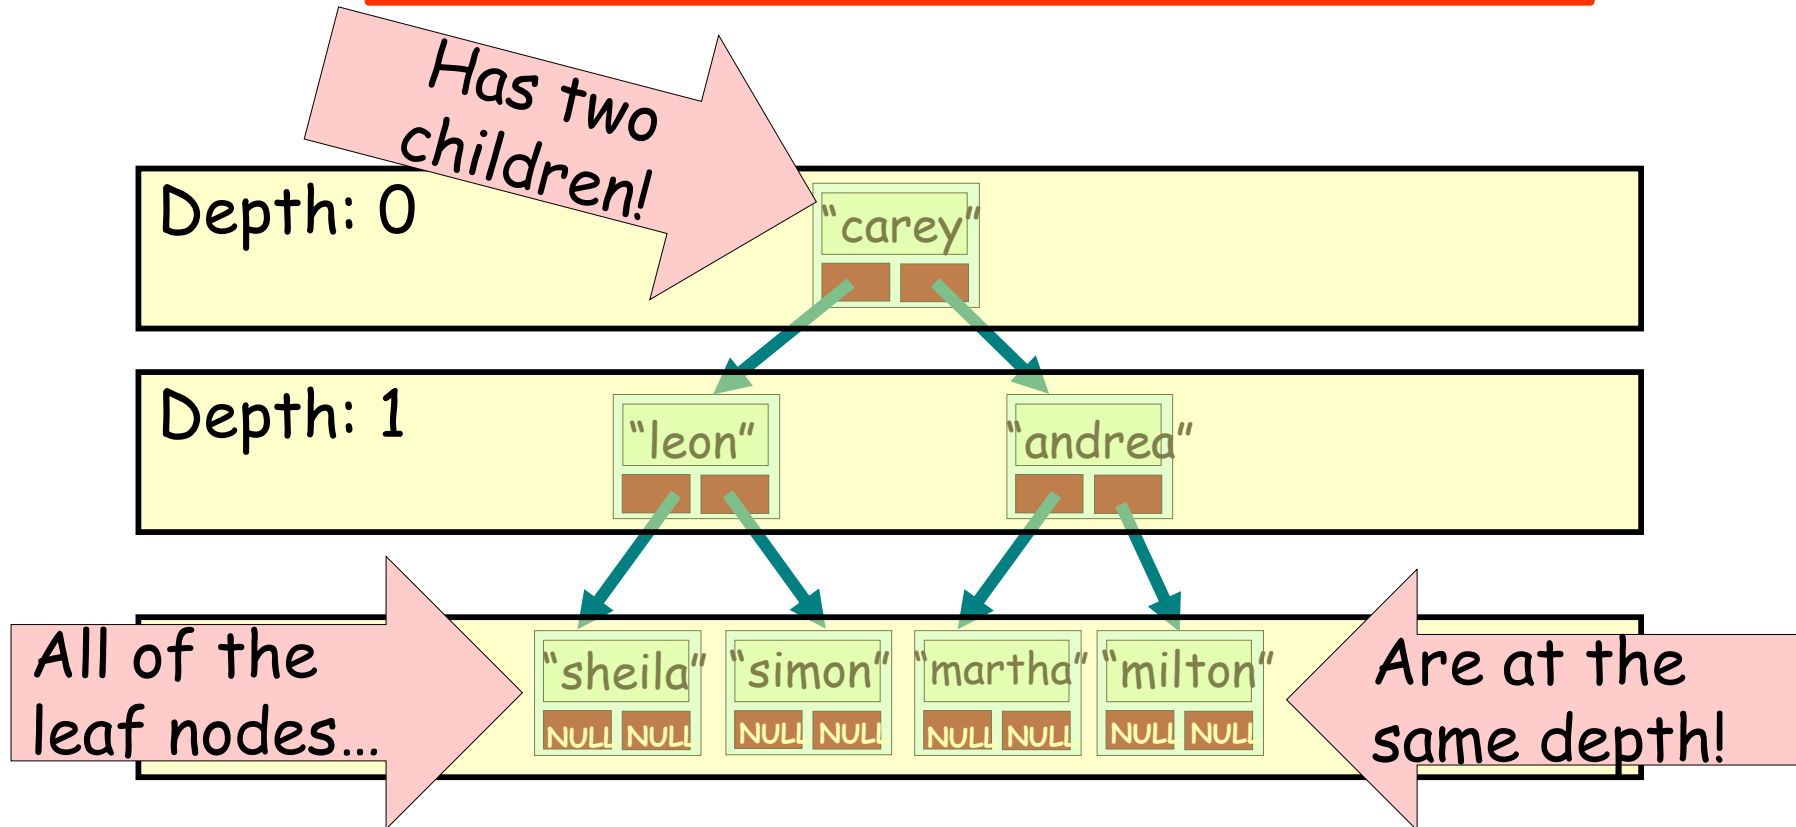 Has two
children!
Depth: 0
“carey”
Depth: 1
“leon” “andrea”
All of the
leaf nodes...
“sheila” “simon” “martha” “milton”
NULL NULL NULL NULL NULL NULL NULL NULL
Are at the
same depth!